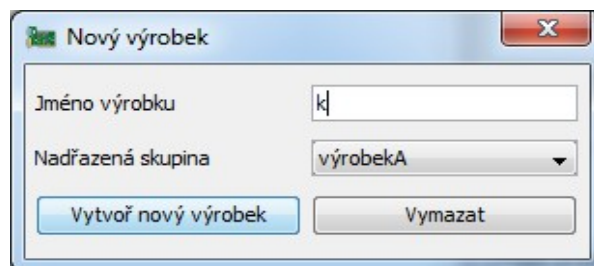 Nový výrobek
Jméno výrobku k
Nadřazená skupina výrobekA
Vytvoř nový výrobek Vymazat